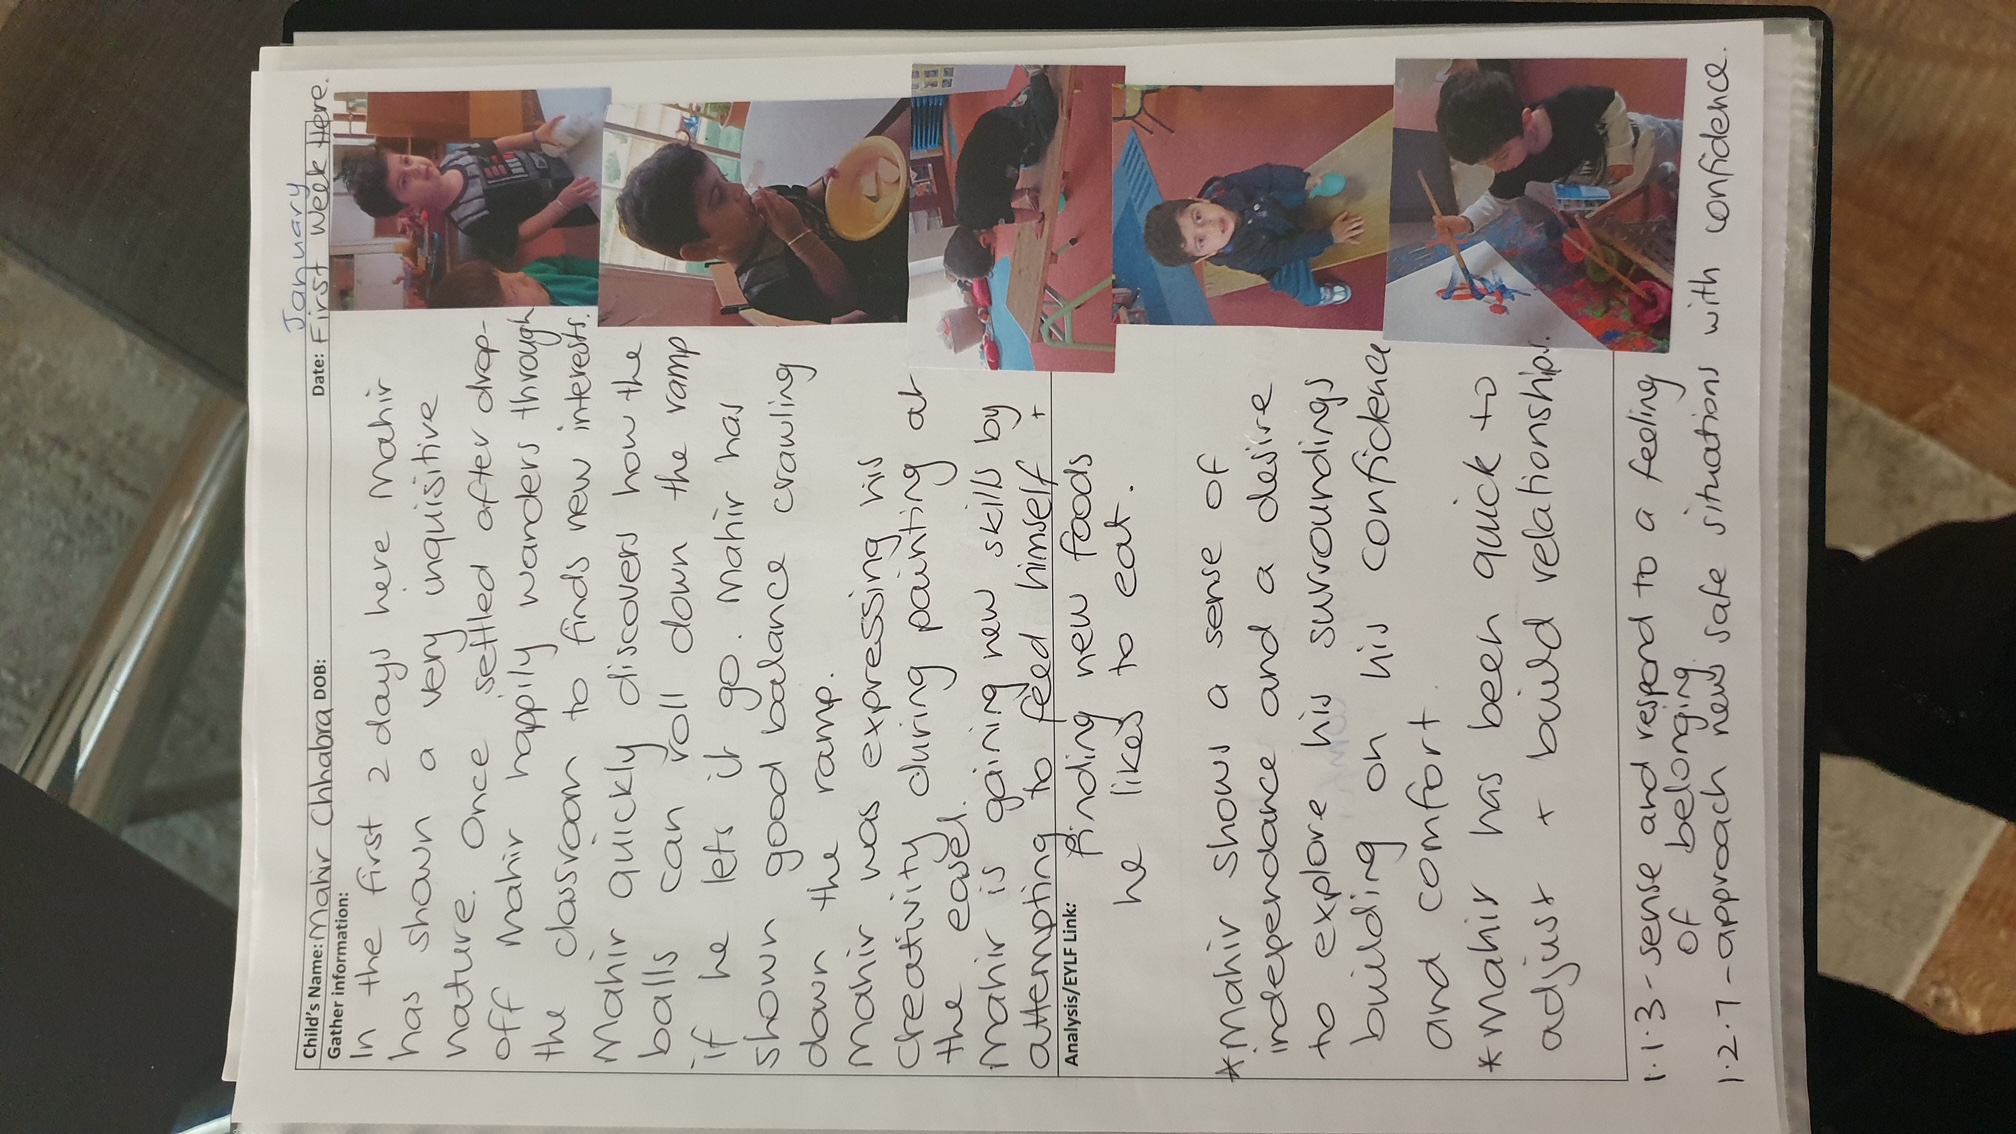 January
Child's Name: Mahir Chhabra DOB: Date: First Week Here.
Gather information:
In the first 2 days here Mahir
has shown a very inquisitive
nature. Once settled after drop-
off Mahir happily wanders through
the classroom to finds new interests.
Mahir quickly discovers how the
balls can roll down the ramp
if he lets it go. Mahir has
shown good balance crawling
down the ramp.
Mahir was expressing his
creativity during painting at
the easel.
Mahir is gaining new skills by
attempting to feed himself +
Analysis/EYLF Link: finding new foods
he likes to eat.
*Mahir shows a sense of
independance and a desire
to explore his surroundings
building on his confidence
and comfort.
*Mahir has been quick to
adjust + build relationships.
1.1.3 - sense and respond to a feeling
of belonging
1.2.7 - approach new safe situations with confidence.